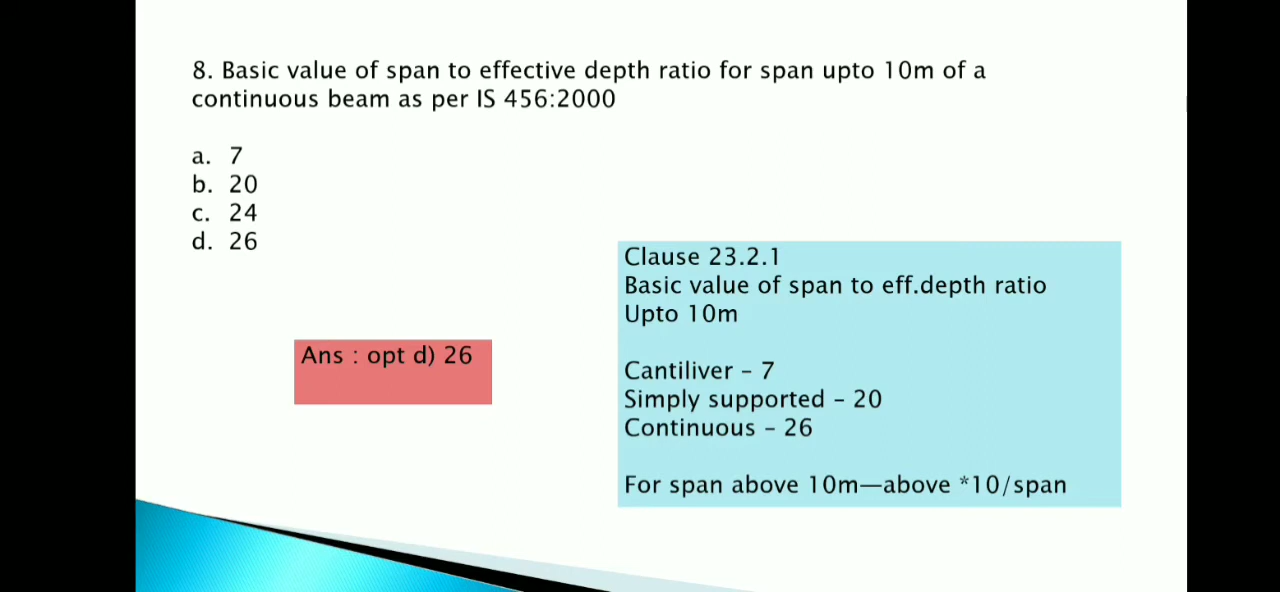 8. Basic value of span to effective depth ratio for span upto 10m of a
continuous beam as per IS 456:2000
a. 7
b. 20
c. 24
d. 26
Ans : opt d) 26
Clause 23.2.1
Basic value of span to eff.depth ratio
Upto 10m
Cantiliver – 7
Simply supported – 20
Continuous – 26
For span above 10m—above *10/span